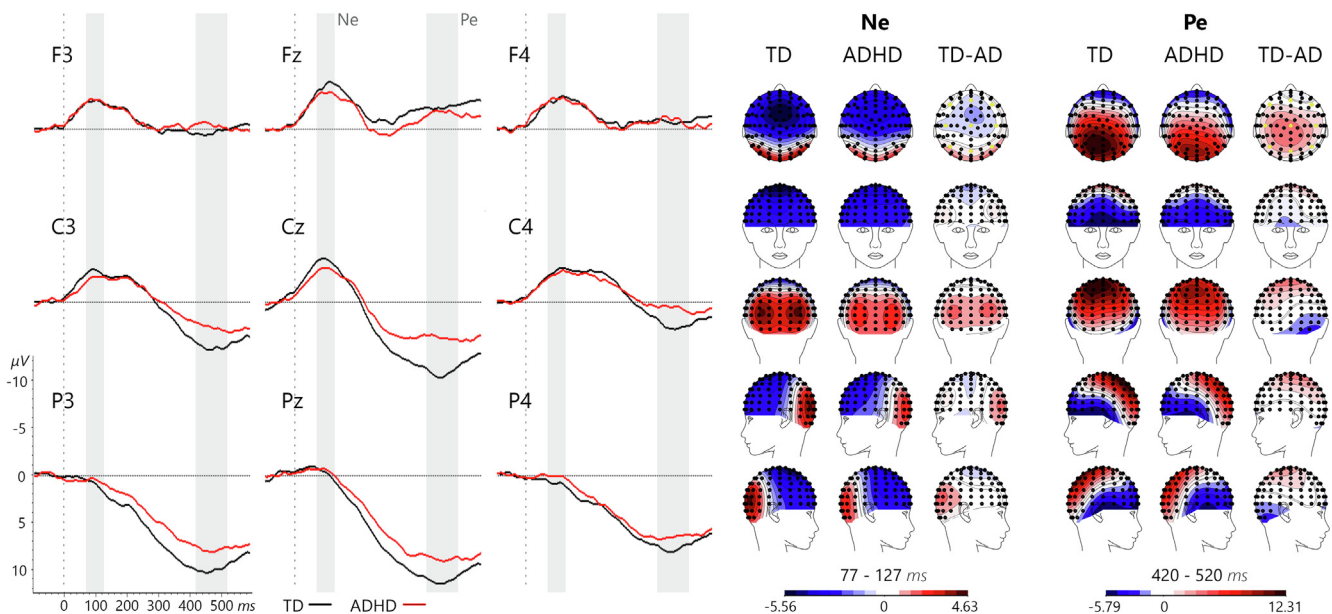 Ne Pe
F3 Fz F4
C3 Cz C4
µV
-10
P3 Pz P4
-5
0
5
10
0 100 200 300 400 500 ms
TD ADHD
Ne Pe
TD ADHD TD-AD TD ADHD TD-AD
77 - 127 ms 420 - 520 ms
-5.56 0 4.63 -5.79 0 12.31